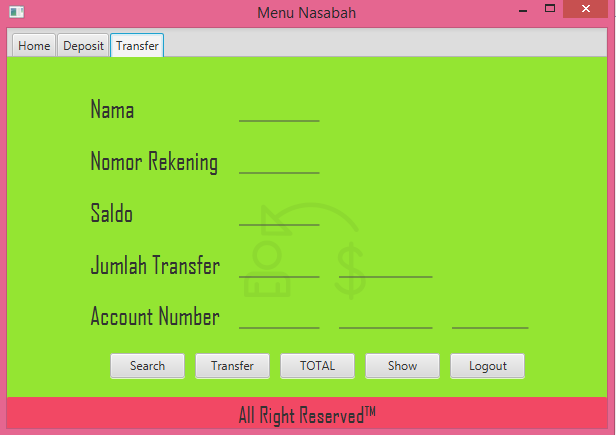 Menu Nasabah
Home Deposit Transfer
Nama
Nomor Rekening
Saldo
Jumlah Transfer
Account Number
Search Transfer TOTAL Show Logout
All Right Reserved™